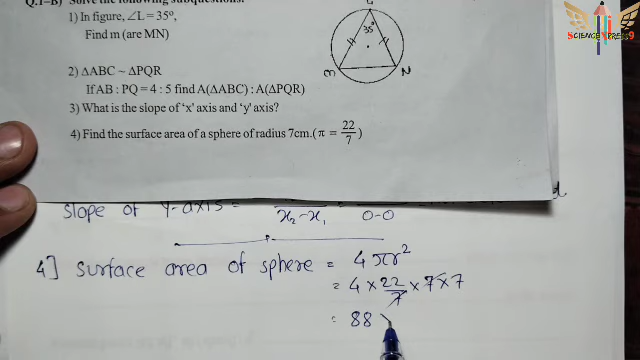 Q.1-B) Solve the following subquestions.
1) In figure, ∠L = 35°,
Find m (are MN)
L
35°
M
N
2) ΔABC ~ ΔPQR
If AB : PQ = 4 : 5 find A(ΔABC) : A(ΔPQR)
3) What is the slope of 'x' axis and 'y' axis?
4) Find the surface area of a sphere of radius 7cm.(π = 22/7)
SCIENCE XPRESS9
slope of Y-axis =
x₂-x₁
=
0-0
4] Surface area of sphere = 4πr²
= 4 × 22/7 × 7 × 7
= 88